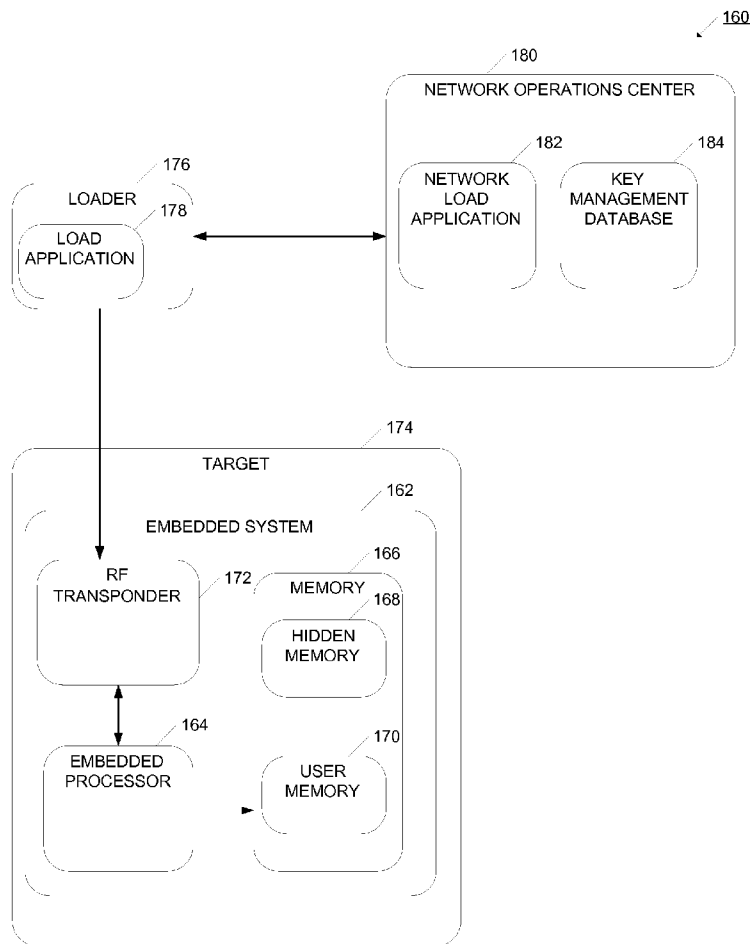 160
180
NETWORK OPERATIONS CENTER
182
184
NETWORK
LOAD
APPLICATION
KEY
MANAGEMENT
DATABASE
176
LOADER
178
LOAD
APPLICATION
174
TARGET
162
EMBEDDED SYSTEM
RF
TRANSPONDER
172
166
MEMORY
168
HIDDEN
MEMORY
164
EMBEDDED
PROCESSOR
170
USER
MEMORY